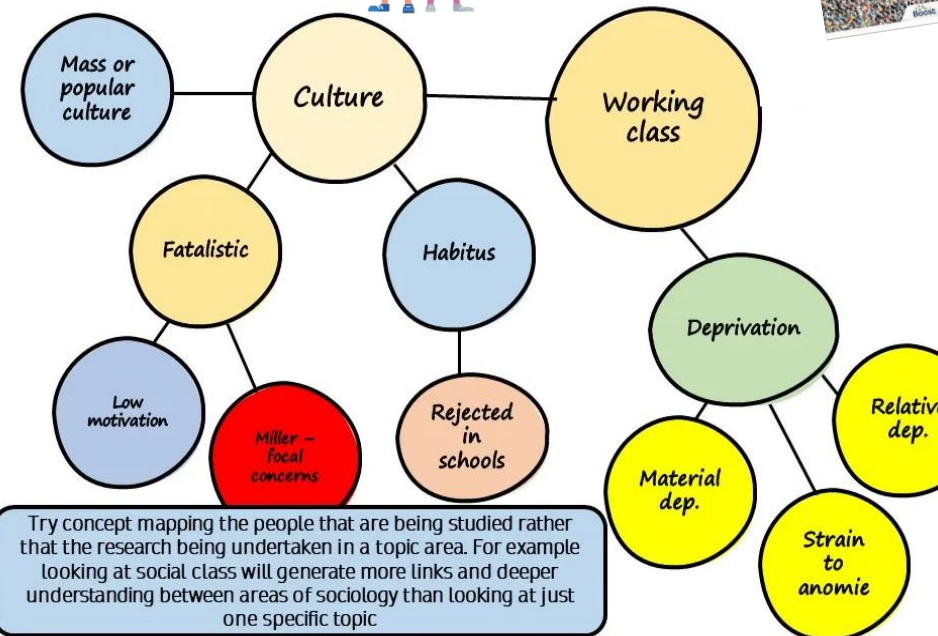 Boost
Mass or
popular
culture
Culture
Working
class
Fatalistic
Habitus
Deprivation
Low
motivation
Miller –
focal
concerns
Rejected
in
schools
Material
dep.
Strain
to
anomie
dep.
Try concept mapping the people that are being studied rather
that the research being undertaken in a topic area. For example
looking at social class will generate more links and deeper
understanding between areas of sociology than looking at just
one specific topic